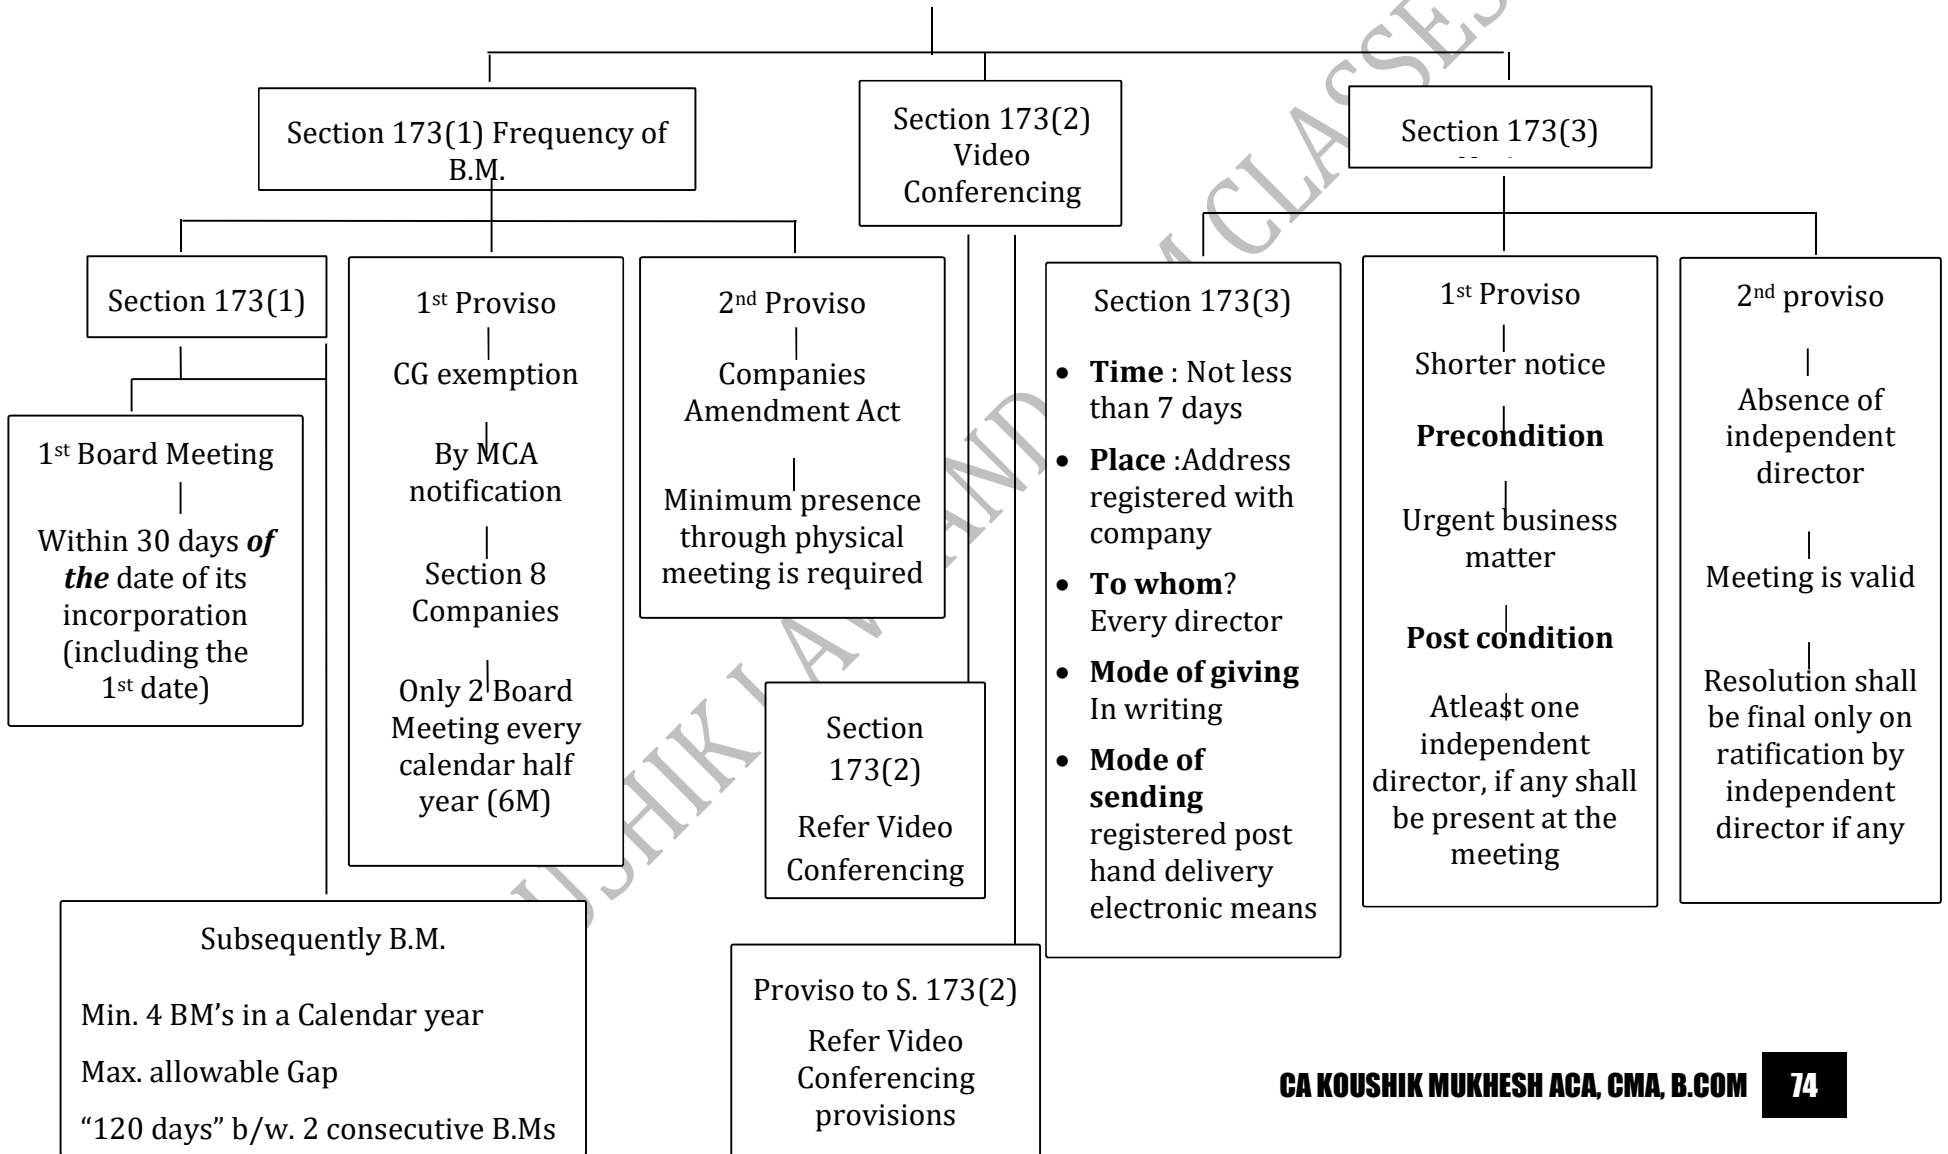 Section 173(1) Frequency of
B.M.
Section 173(2)
Video
Conferencing
Section 173(3)
Section 173(1)
1st Board Meeting
Within 30 days of
the date of its
incorporation
(including the
1st date)
Subsequently B.M.
Min. 4 BM’s in a Calendar year
Max. allowable Gap
“120 days” b/w. 2 consecutive B.Ms
1st Proviso
CG exemption
By MCA
notification
Section 8
Companies
Only 2 Board
Meeting every
calendar half
year (6M)
2nd Proviso
Companies
Amendment Act
Minimum presence
through physical
meeting is required
Section
173(2)
Refer Video
Conferencing
Proviso to S. 173(2)
Refer Video
Conferencing
provisions
Section 173(3)
• Time : Not less
than 7 days
• Place :Address
registered with
company
• To whom?
Every director
• Mode of giving
In writing
• Mode of
sending
registered post
hand delivery
electronic means
1st Proviso
Shorter notice
Precondition
Urgent business
matter
Post condition
Atleast one
independent
director, if any shall
be present at the
meeting
2nd proviso
Absence of
independent
director
Meeting is valid
Resolution shall
be final only on
ratification by
independent
director if any
CA KOUSHIK MUKHESH ACA, CMA, B.COM 74